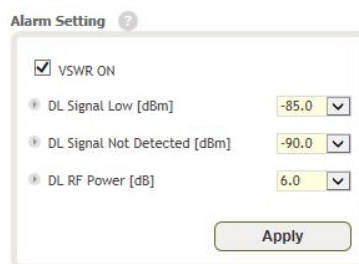 Alarm Setting ?
VSWR ON
DL Signal Low [dBm] -85.0
DL Signal Not Detected [dBm] -90.0
DL RF Power [dB] 6.0
Apply